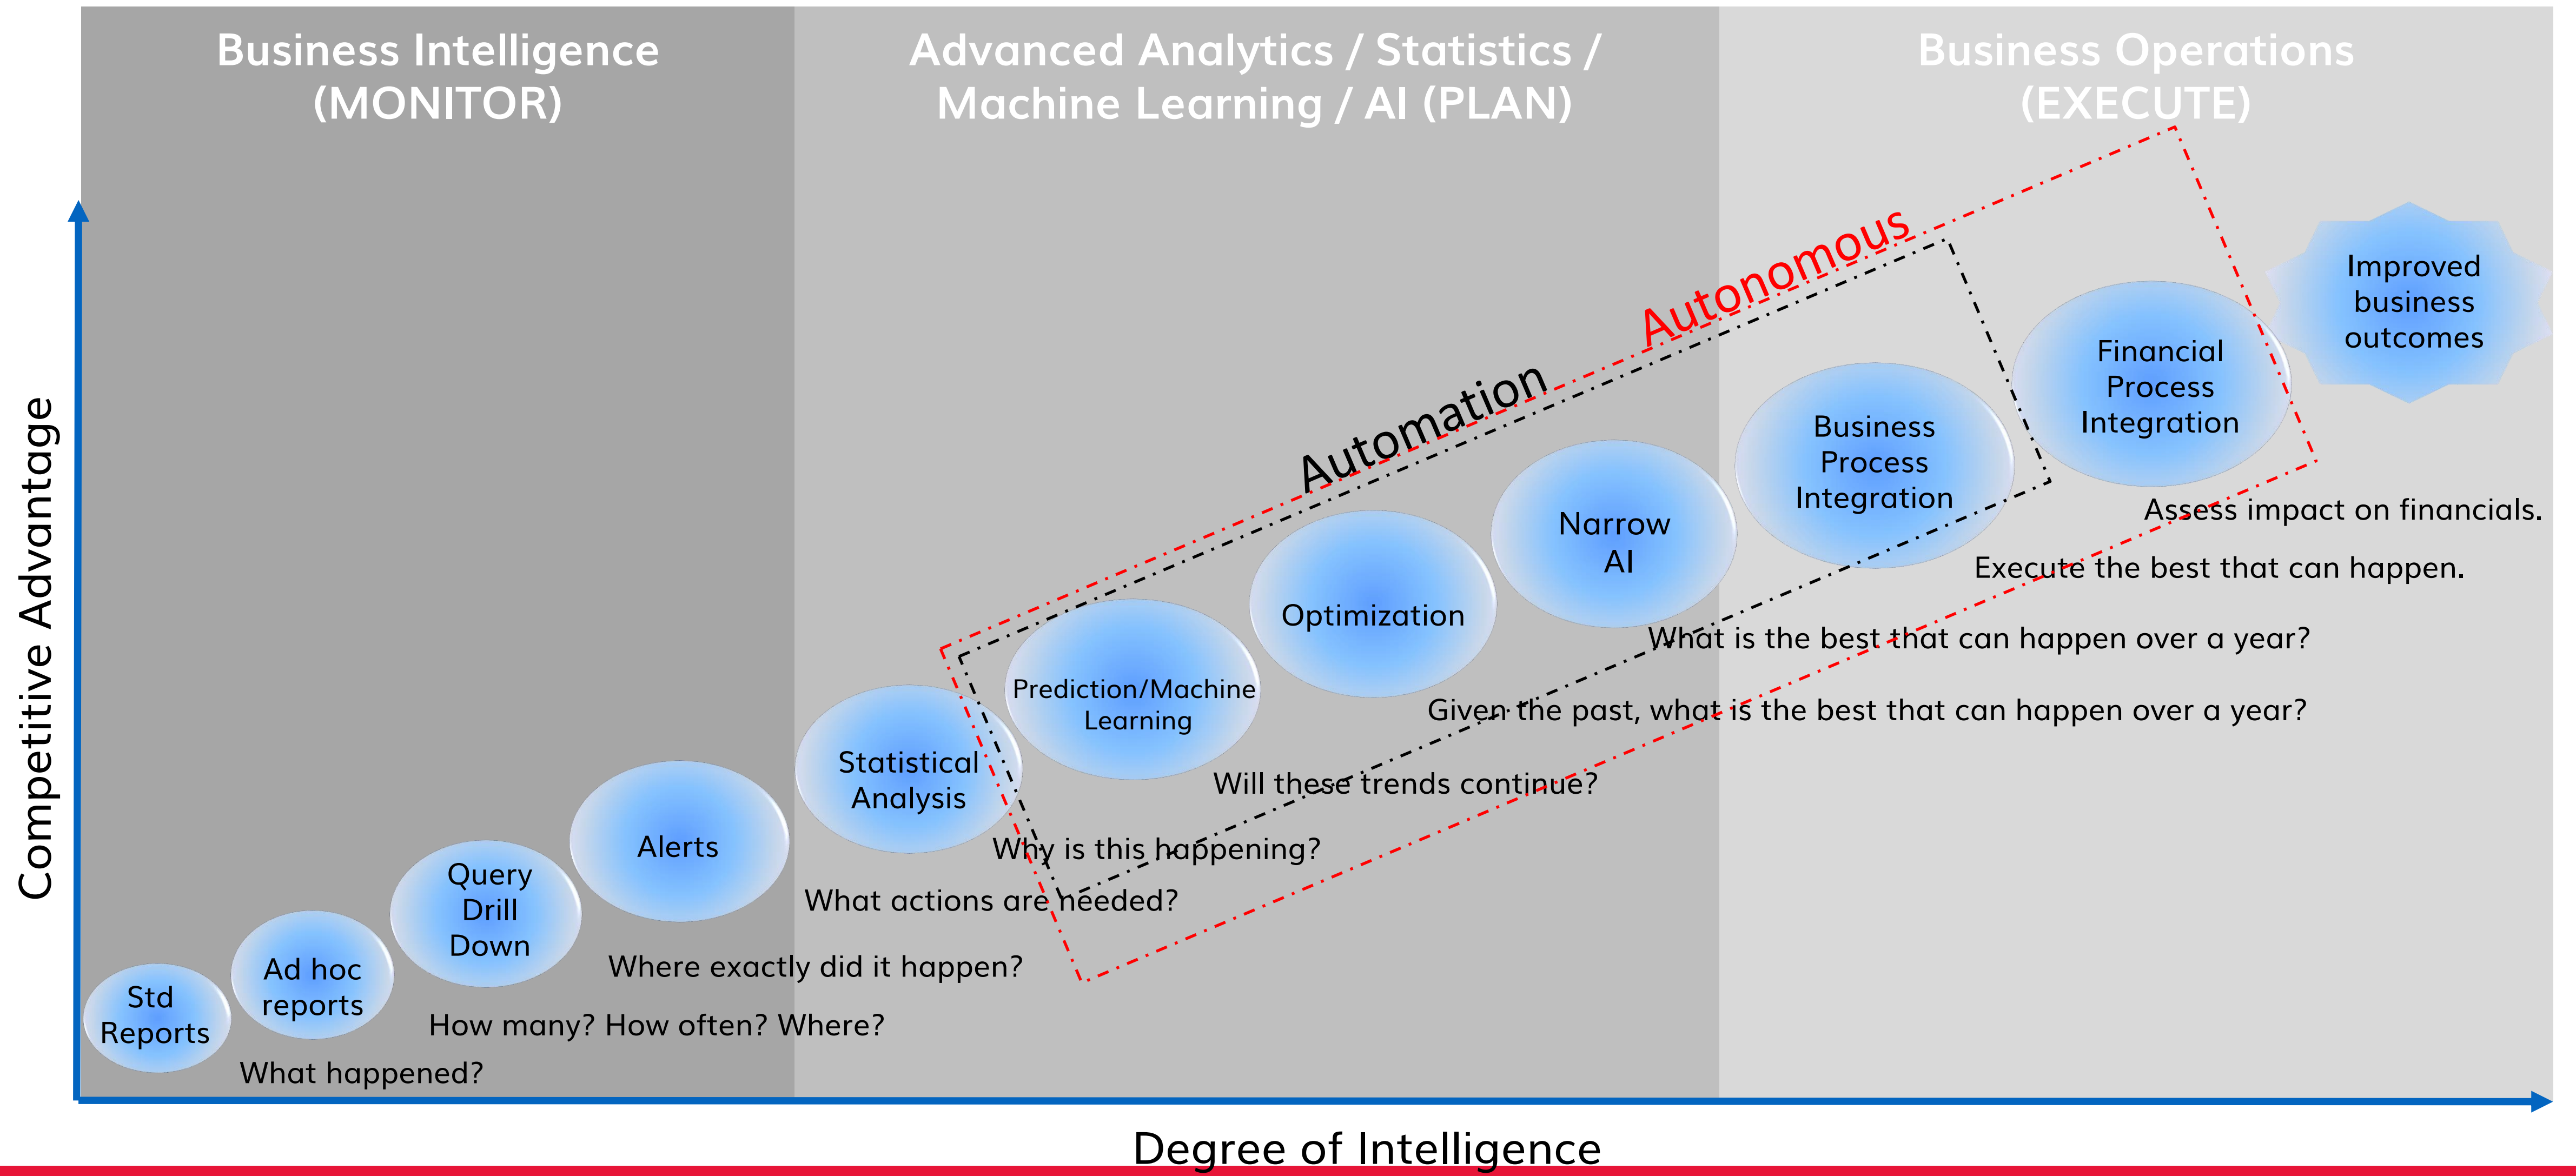 Business Intelligence
(MONITOR)
Advanced Analytics / Statistics /
Machine Learning / AI (PLAN)
Business Operations
(EXECUTE)
Competitive Advantage
Automation
Autonomous
Std
Reports
What happened?
Ad hoc
reports
How many? How often? Where?
Query
Drill
Down
Where exactly did it happen?
Alerts
What actions are needed?
Statistical
Analysis
Why is this happening?
Prediction/Machine
Learning
Will these trends continue?
Optimization
Given the past, what is the best that can happen over a year?
Narrow
AI
What is the best that can happen over a year?
Business
Process
Integration
Execute the best that can happen.
Financial
Process
Integration
Assess impact on financials.
Improved
business
outcomes
Degree of Intelligence